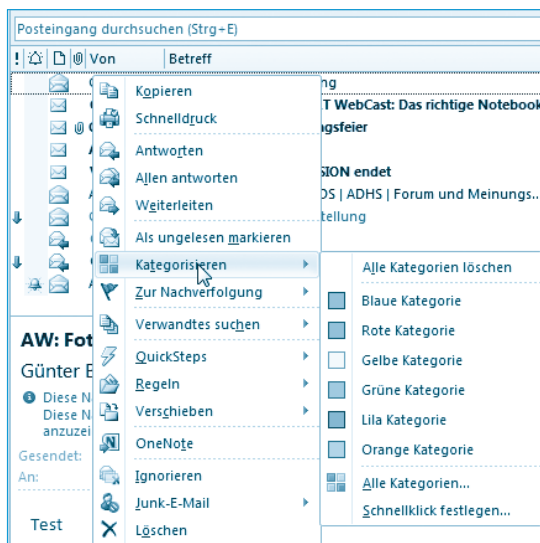 Posteingang durchsuchen (Strg+E)
! Von Betreff
ng
T WebCast: Das richtige Notebook
gsfeier
SION endet
DS | ADHS | Forum und Meinungs...
tellung
Kopieren
Schnelldruck
Antworten
Allen antworten
Weiterleiten
Als ungelesen markieren
Kategorisieren
Zur Nachverfolgung
Verwandtes suchen
QuickSteps
Regeln
Verschieben
OneNote
Ignorieren
Junk-E-Mail
Löschen
Alle Kategorien löschen
Blaue Kategorie
Rote Kategorie
Gelbe Kategorie
Grüne Kategorie
Lila Kategorie
Orange Kategorie
Alle Kategorien...
Schnellklick festlegen...
AW: Fot
Günter
Diese N
Diese N
anzuzei
Gesendet:
An:
Test